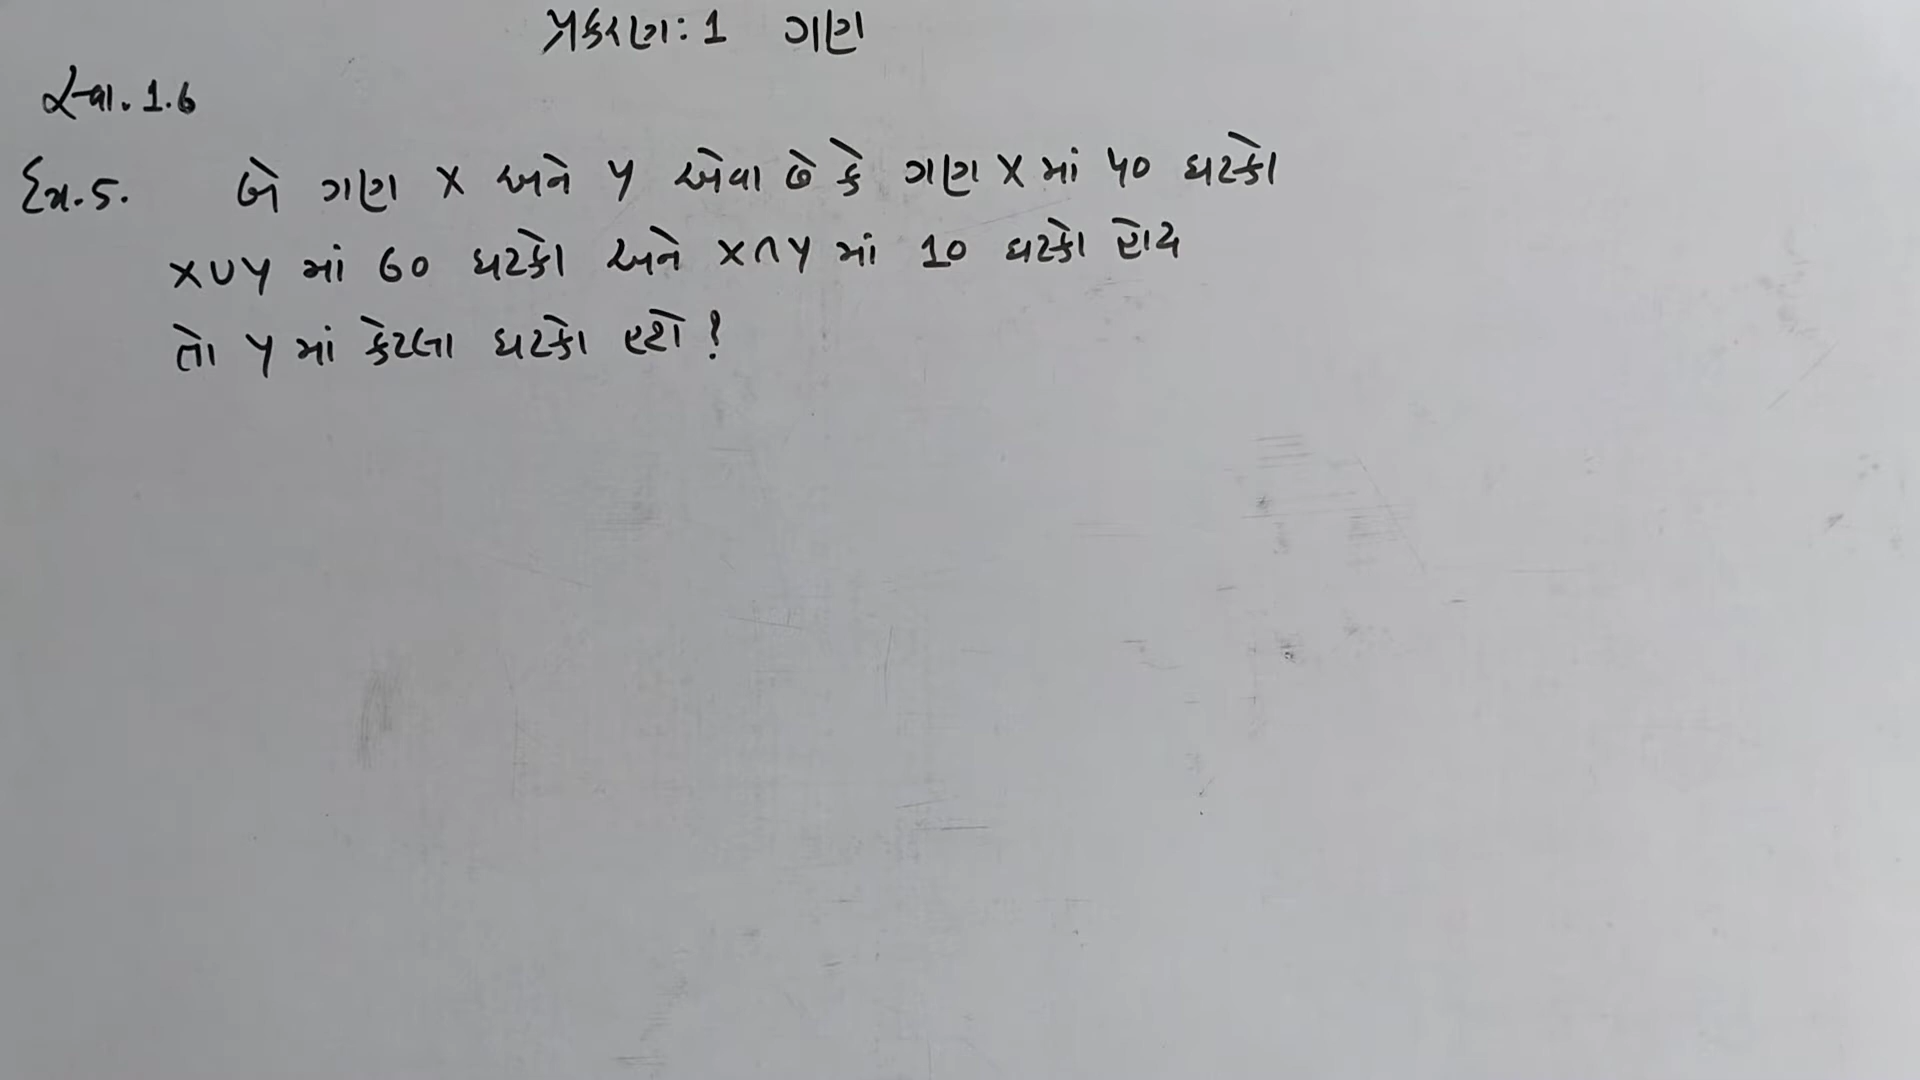 પ્રકરણ: 1 ગણ
સ્વા. 1.6
Ex. 5. બે ગણ X અને Y એવા છે કે ગણ X માં 40 ઘટકો
X∪Y માં 60 ઘટકો અને X∩Y માં 10 ઘટકો હોય
તો Y માં કેટલા ઘટકો હશે?